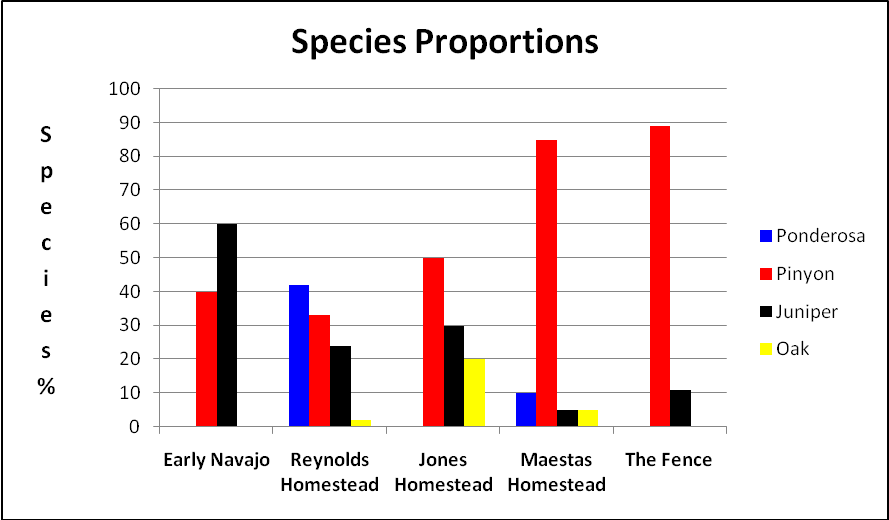 Species Proportions
100
90
80
70
60
50
40
30
20
10
0
S
p
e
c
i
e
s
%
Early Navajo
Reynolds
Homestead
Jones
Homestead
Maestas
Homestead
The Fence
Ponderosa
Pinyon
Juniper
Oak